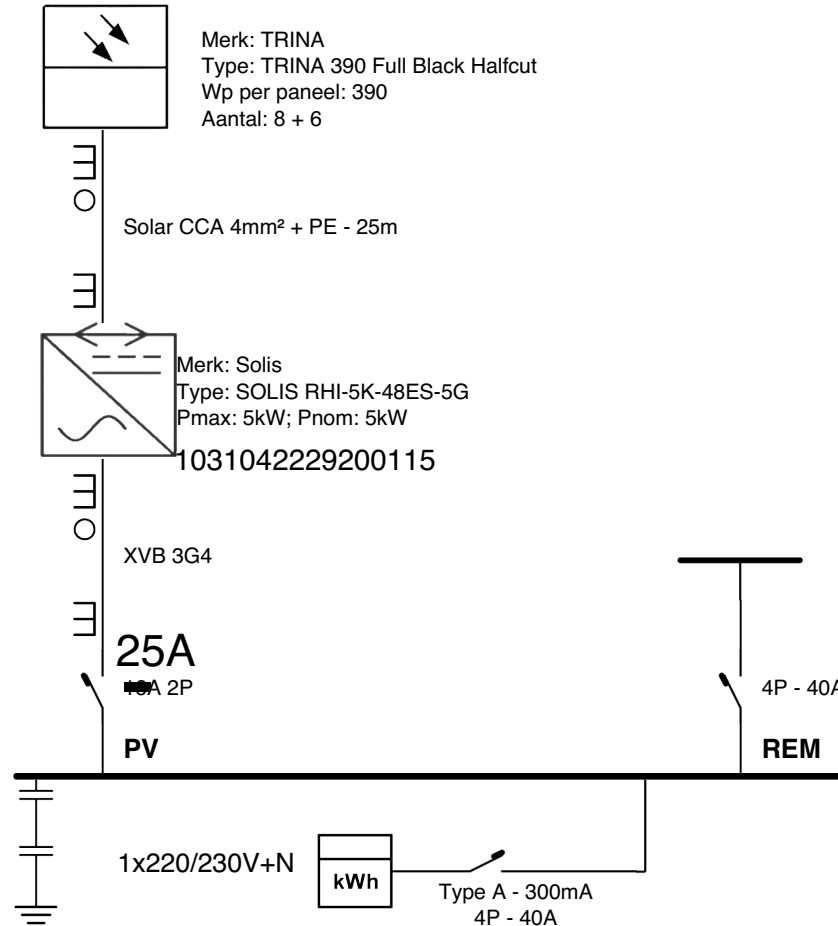 Merk: TRINA
Type: TRINA 390 Full Black Halfcut
Wp per paneel: 390
Aantal: 8 + 6
Solar CCA 4mm² + PE - 25m
Merk: Solis
Type: SOLIS RHI-5K-48ES-5G
Pmax: 5kW; Pnom: 5kW
1031042229200115
XVB 3G4
25A
A 2P
4P - 40A
PV
REM
1x220/230V+N
kWh
Type A - 300mA
4P - 40A